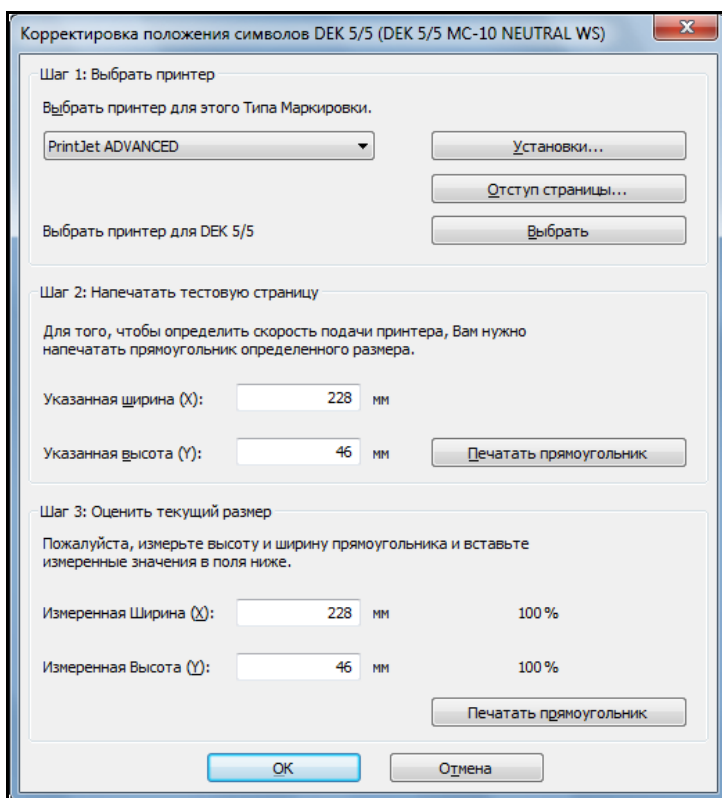 Корректировка положения символов DEK 5/5 (DEK 5/5 MC-10 NEUTRAL WS)
Шаг 1: Выбрать принтер
Выбрать принтер для этого Типа Маркировки.
PrintJet ADVANCED
Установки...
Отступ страницы...
Выбрать принтер для DEK 5/5
Выбрать
Шаг 2: Напечатать тестовую страницу
Для того, чтобы определить скорость подачи принтера, Вам нужно
напечатать прямоугольник определенного размера.
Указанная ширина (X): 228 мм
Указанная высота (Y): 46 мм
Печатать прямоугольник
Шаг 3: Оценить текущий размер
Пожалуйста, измерьте высоту и ширину прямоугольника и вставьте
измеренные значения в поля ниже.
Измеренная Ширина (X): 228 мм 100 %
Измеренная Высота (Y): 46 мм 100 %
Печатать прямоугольник
OK
Отмена